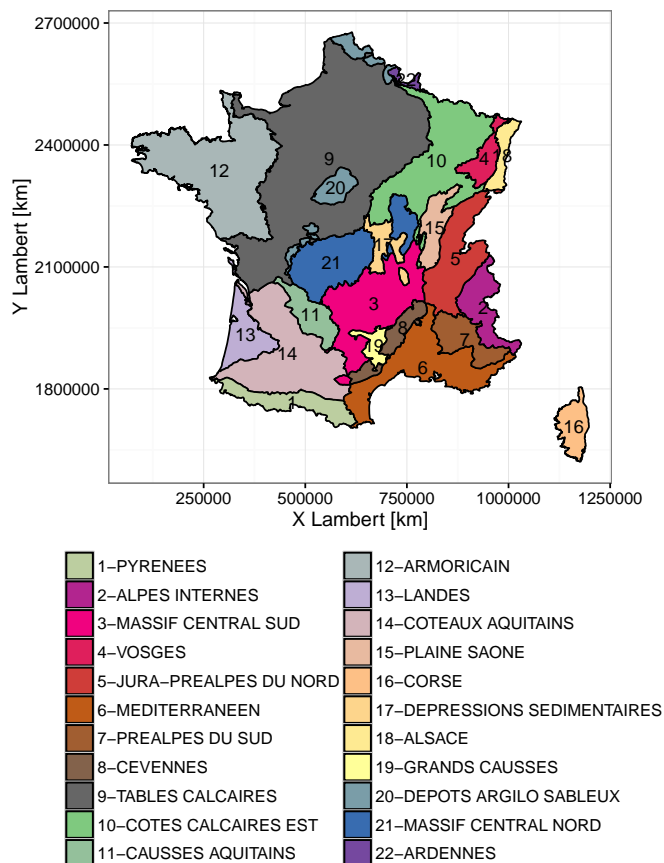 2700000
2400000
2100000
1800000
Y Lambert [km]
22
9
10
4
18
12
20
17
15
21
5
2
3
11
13
8
7
19
14
6
1
16
250000 500000 750000 1000000 1250000
X Lambert [km]
1−PYRENEES
2−ALPES INTERNES
3−MASSIF CENTRAL SUD
4−VOSGES
5−JURA−PREALPES DU NORD
6−MEDITERRANEEN
7−PREALPES DU SUD
8−CEVENNES
9−TABLES CALCAIRES
10−COTES CALCAIRES EST
11−CAUSSES AQUITAINS
12−ARMORICAIN
13−LANDES
14−COTEAUX AQUITAINS
15−PLAINE SAONE
16−CORSE
17−DEPRESSIONS SEDIMENTAIRES
18−ALSACE
19−GRANDS CAUSSES
20−DEPOTS ARGILO SABLEUX
21−MASSIF CENTRAL NORD
22−ARDENNES